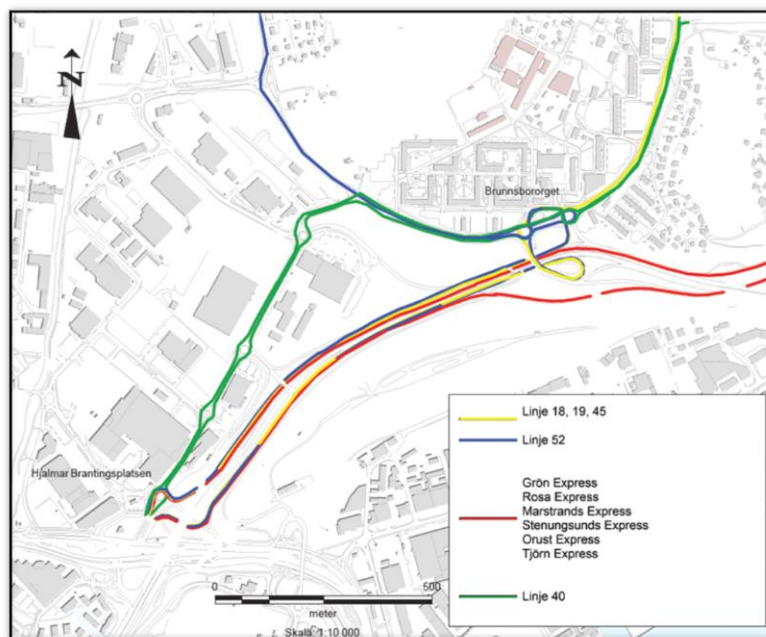 N
Brunnsbororget
Hjalmar Brantingsplatsen
Linje 18, 19, 45
Linje 52
Grön Express
Rosa Express
Marstrands Express
Stenungsunds Express
Orust Express
Tjörn Express
Linje 40
0 500
meter
Skala 1:10 000